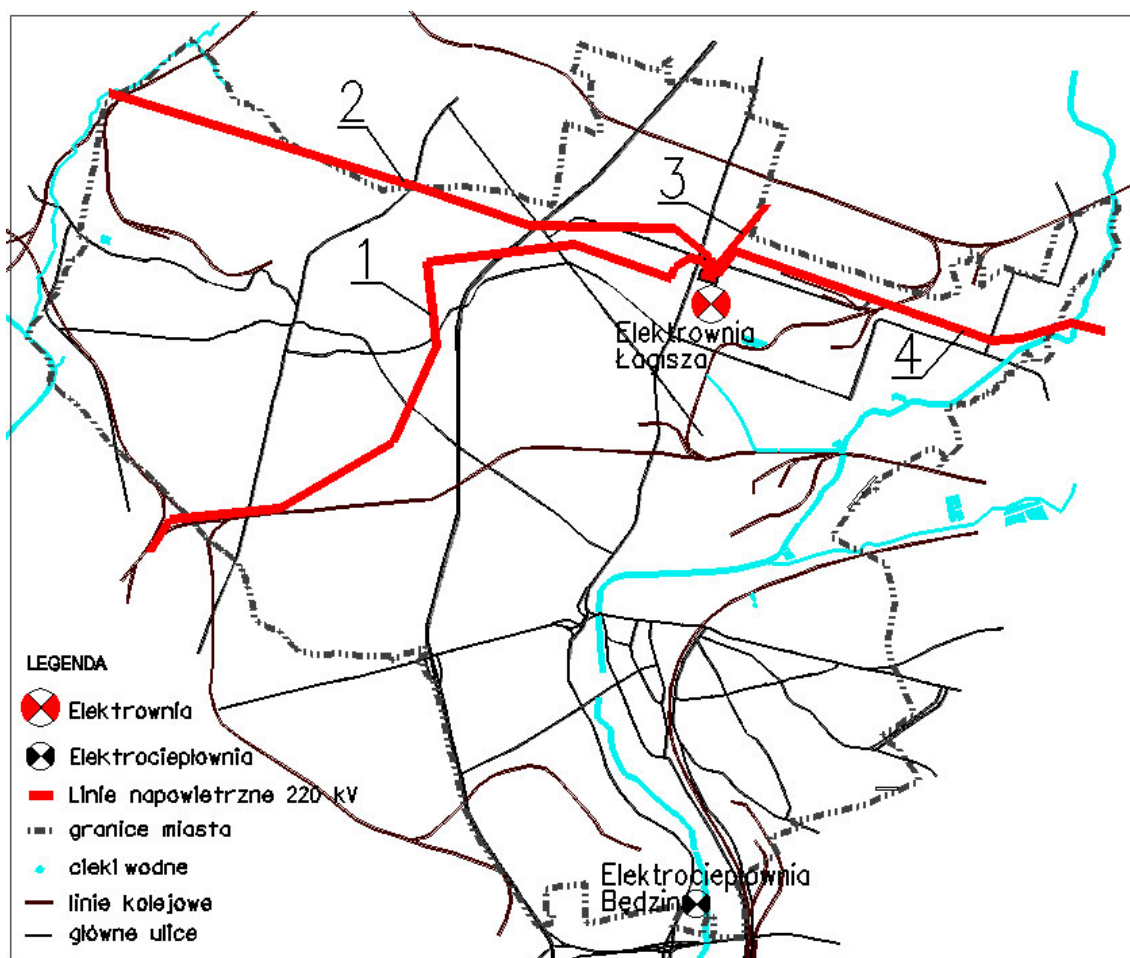 2
3
1
4
Elektrownia
Łagisza
LEGENDA
Elektrownia
Elektrociepłownia
Linie napowietrzne 220 kV
granice miasta
cieki wodne
linie kolejowe
główne ulice
Elektrociepłownia
Będzin